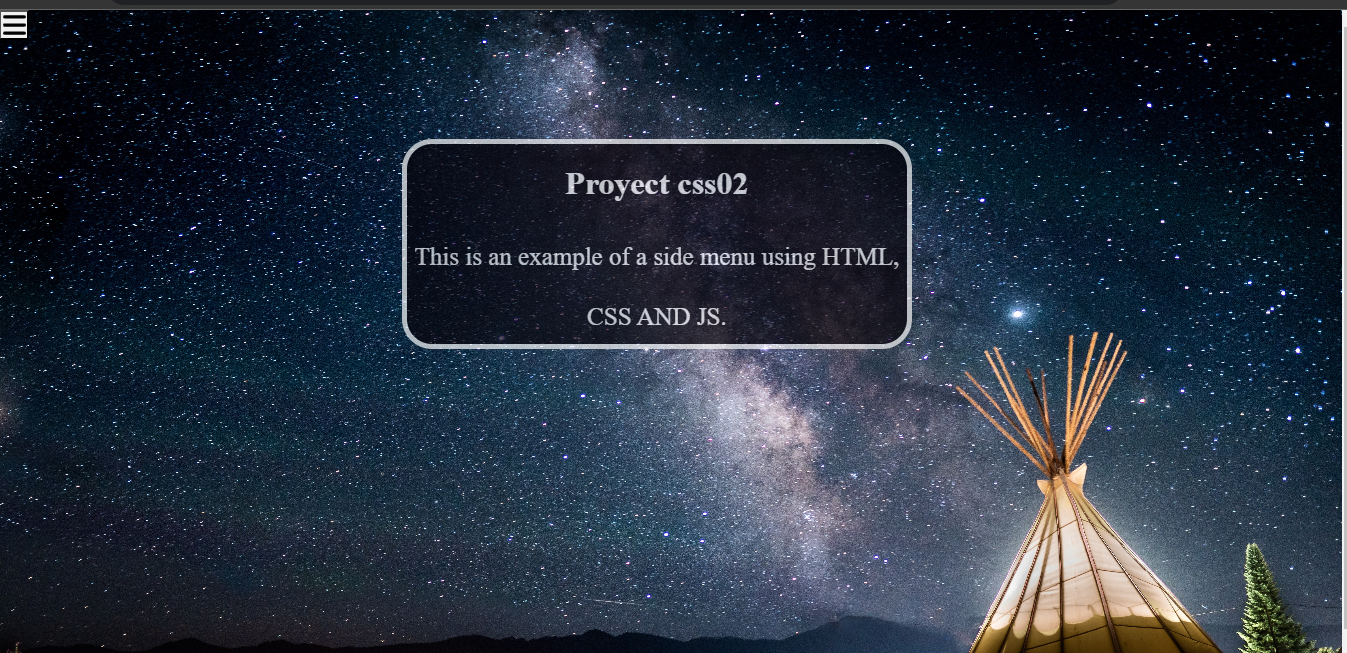 Proyect css02
This is an example of a side menu using HTML,
CSS AND JS.